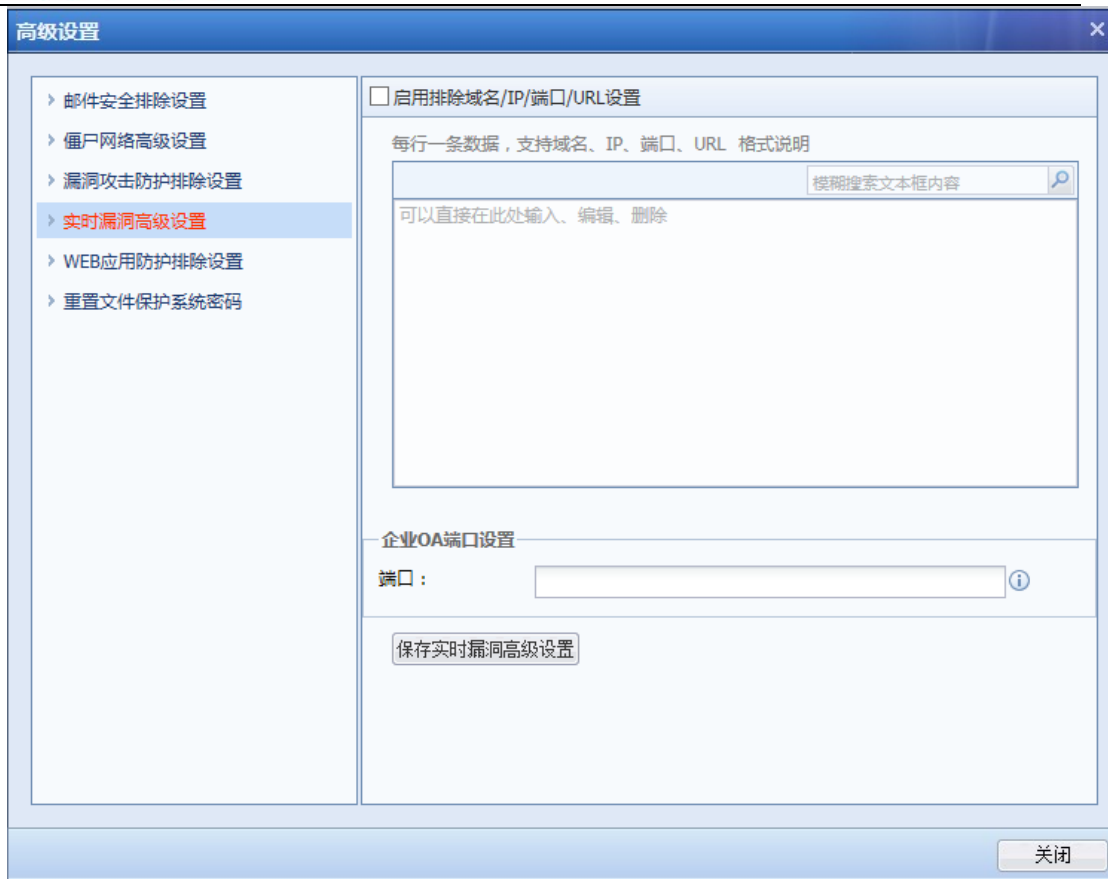 高级设置
邮件安全排除设置
僵尸网络高级设置
漏洞攻击防护排除设置
实时漏洞高级设置
WEB应用防护排除设置
重置文件保护系统密码
启用排除域名/IP/端口/URL设置
每行一条数据，支持域名、IP、端口、URL 格式说明
模糊搜索文本框内容
可以直接在此处输入、编辑、删除
企业OA端口设置
端口：
保存实时漏洞高级设置
关闭